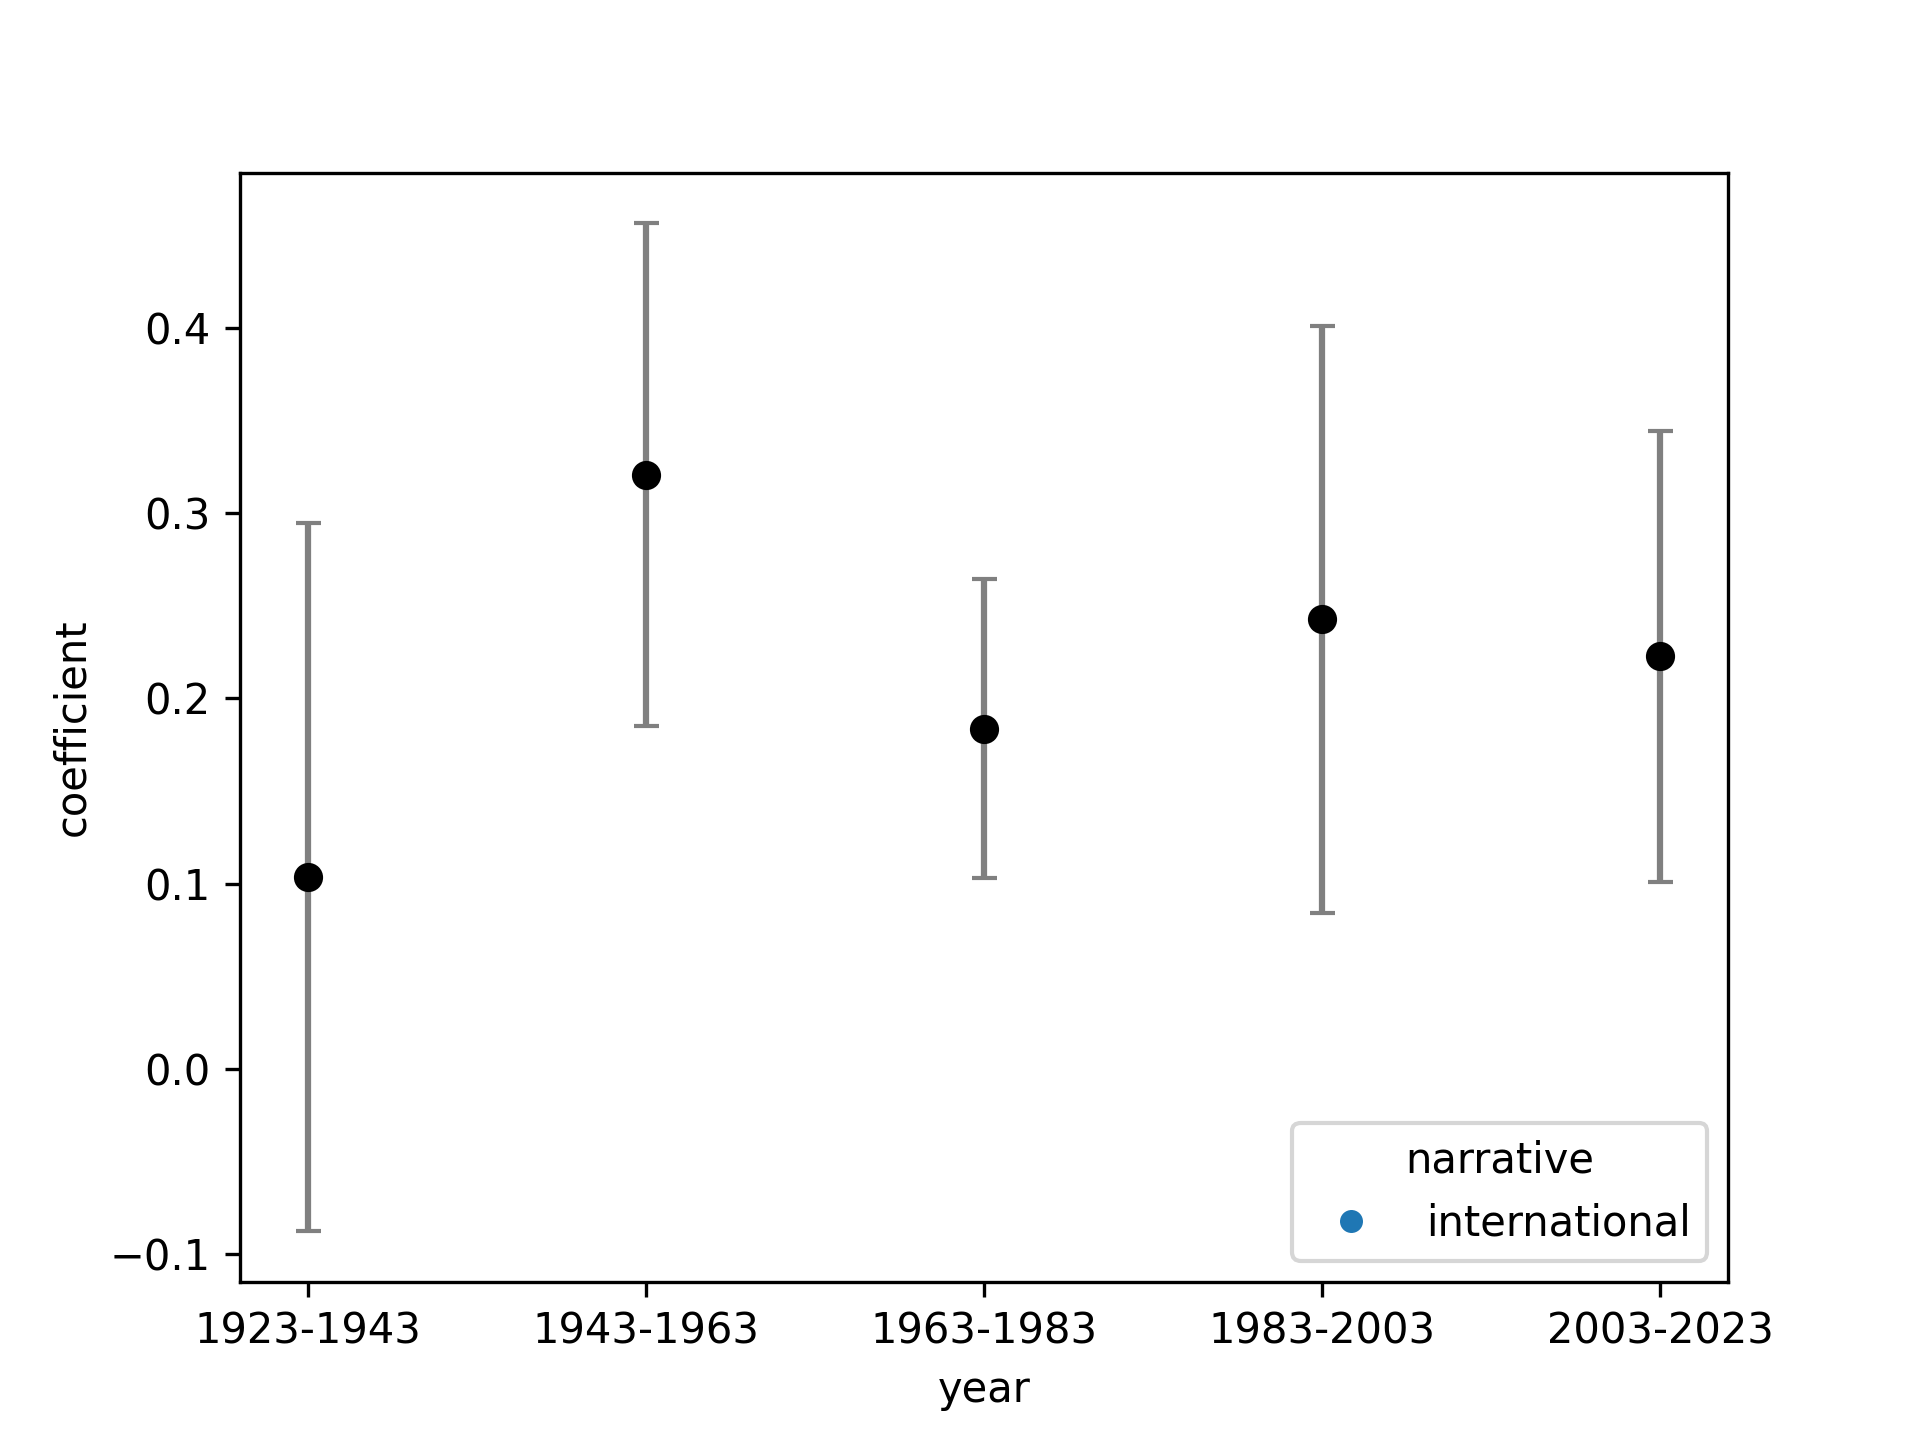 coefficient
0.4
0.3
0.2
0.1
0.0
−0.1
narrative
international
1923-1943 1943-1963 1963-1983 1983-2003 2003-2023
year